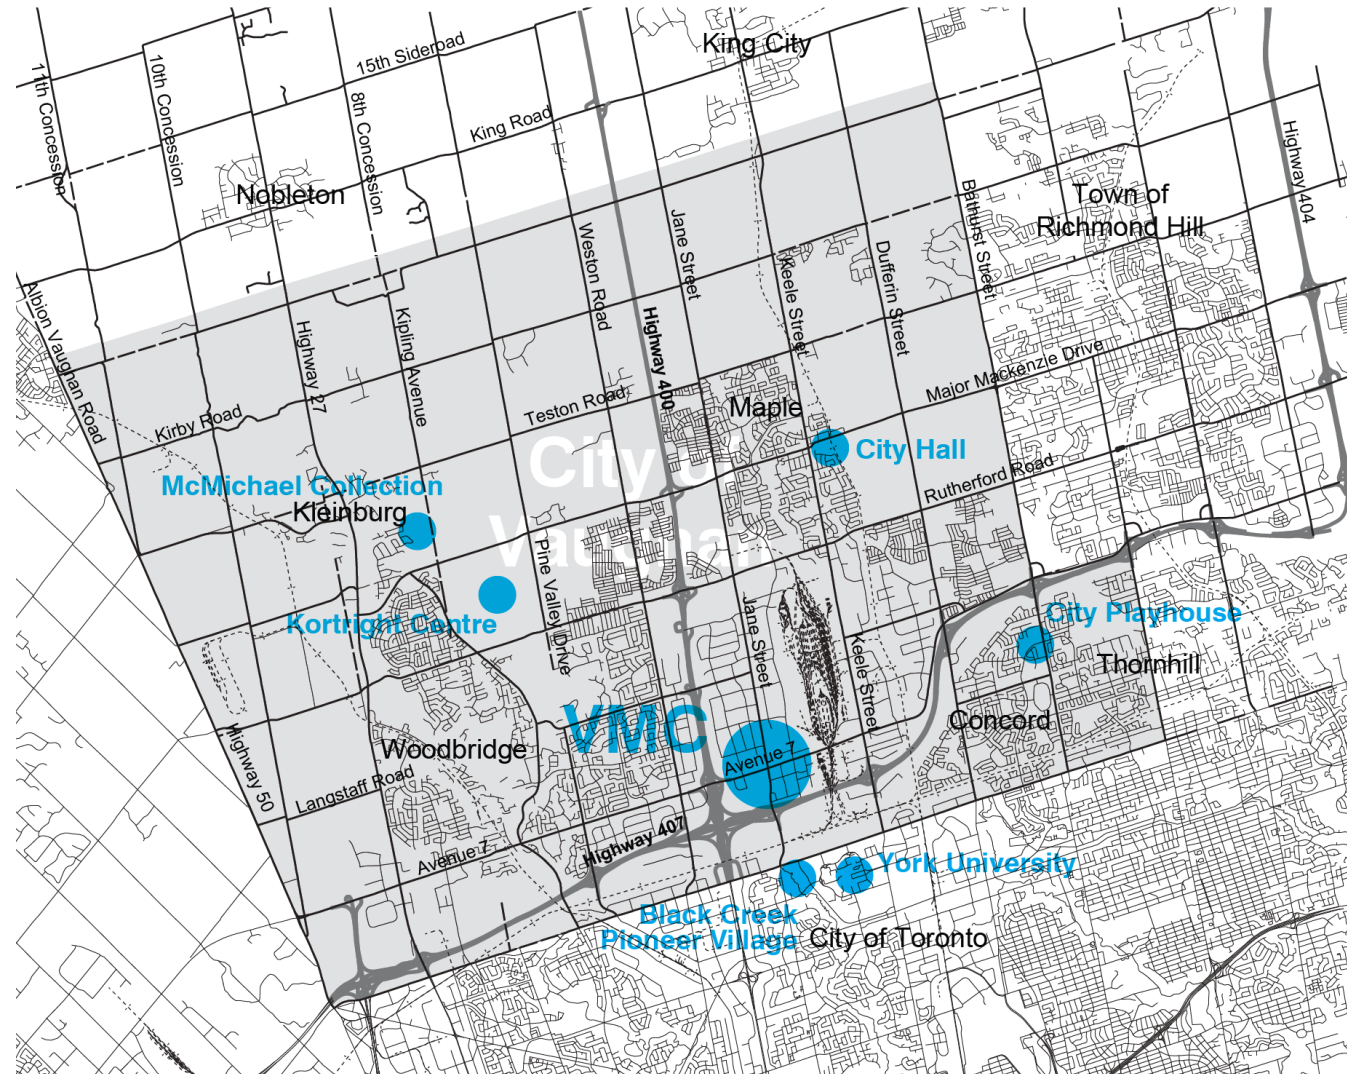 King City
15th Sideroad
11th Concession
10th Concession
8th Concession
King Road
Highway 404
Nobleton
Town of
Richmond Hill
Bathurst Street
Jane Street
Weston Road
Dufferin Street
Keele Street
Albion Vaughan Road
Highway 27
Kipling Avenue
Highway 400
Major Mackenzie Drive
Kirby Road
Teston Road
Maple
City of
Vaughan
City Hall
Rutherford Road
McMichael Collection
Kleinburg
Pine Valley Drive
Kortright Centre
Jane Street
Keele Street
City Playhouse
Thornhill
VMC
Concord
Woodbridge
Avenue 7
Highway 50
Langstaff Road
Avenue 7
Highway 407
York University
Black Creek
Pioneer Village
City of Toronto